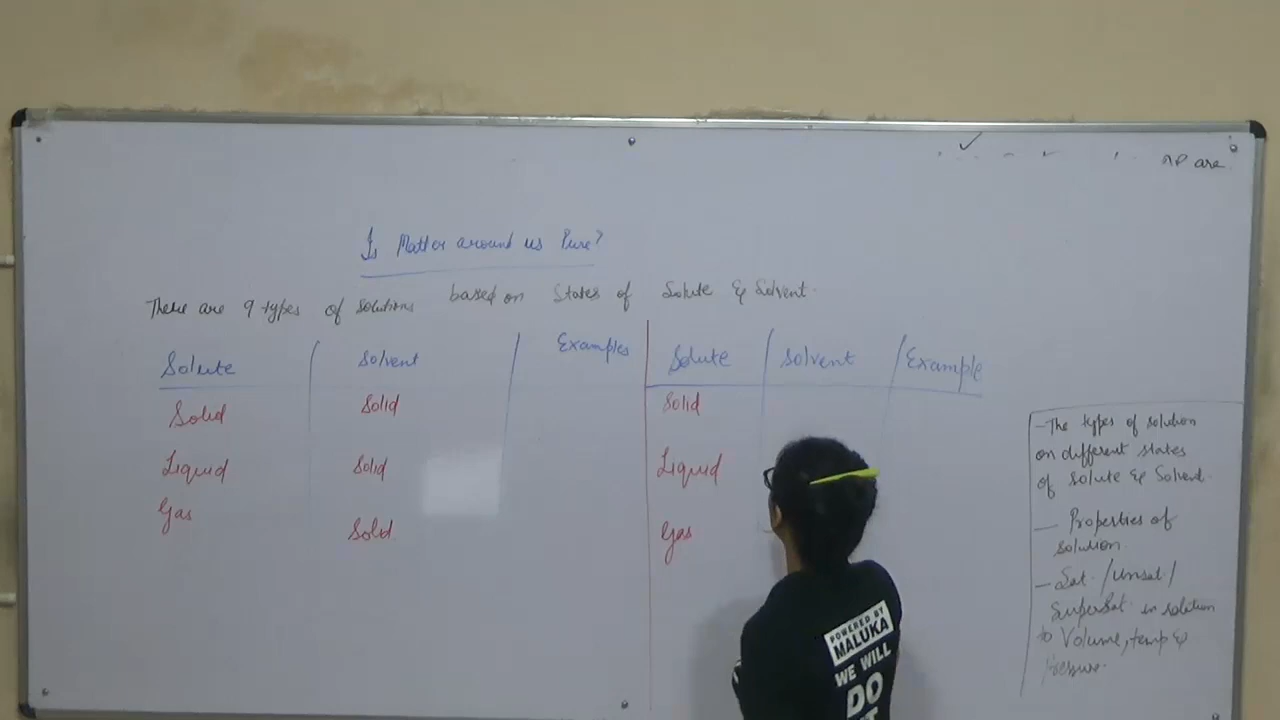 are
Is Matter around us Pure?
There are 9 types of solutions based on States of Solute & Solvent.
Solute Solvent Examples Solute Solvent Example
Solid Solid Solid
Liquid Solid Liquid
Gas Solid Gas
- The types of solution
on different states
of Solute & Solvent.
- Properties of
solution
- Sat. / Unsat. /
SuperSat. in solution
to Volume, temp &
Pressure.
POWERED BY
MALUKA
WE WILL
DO